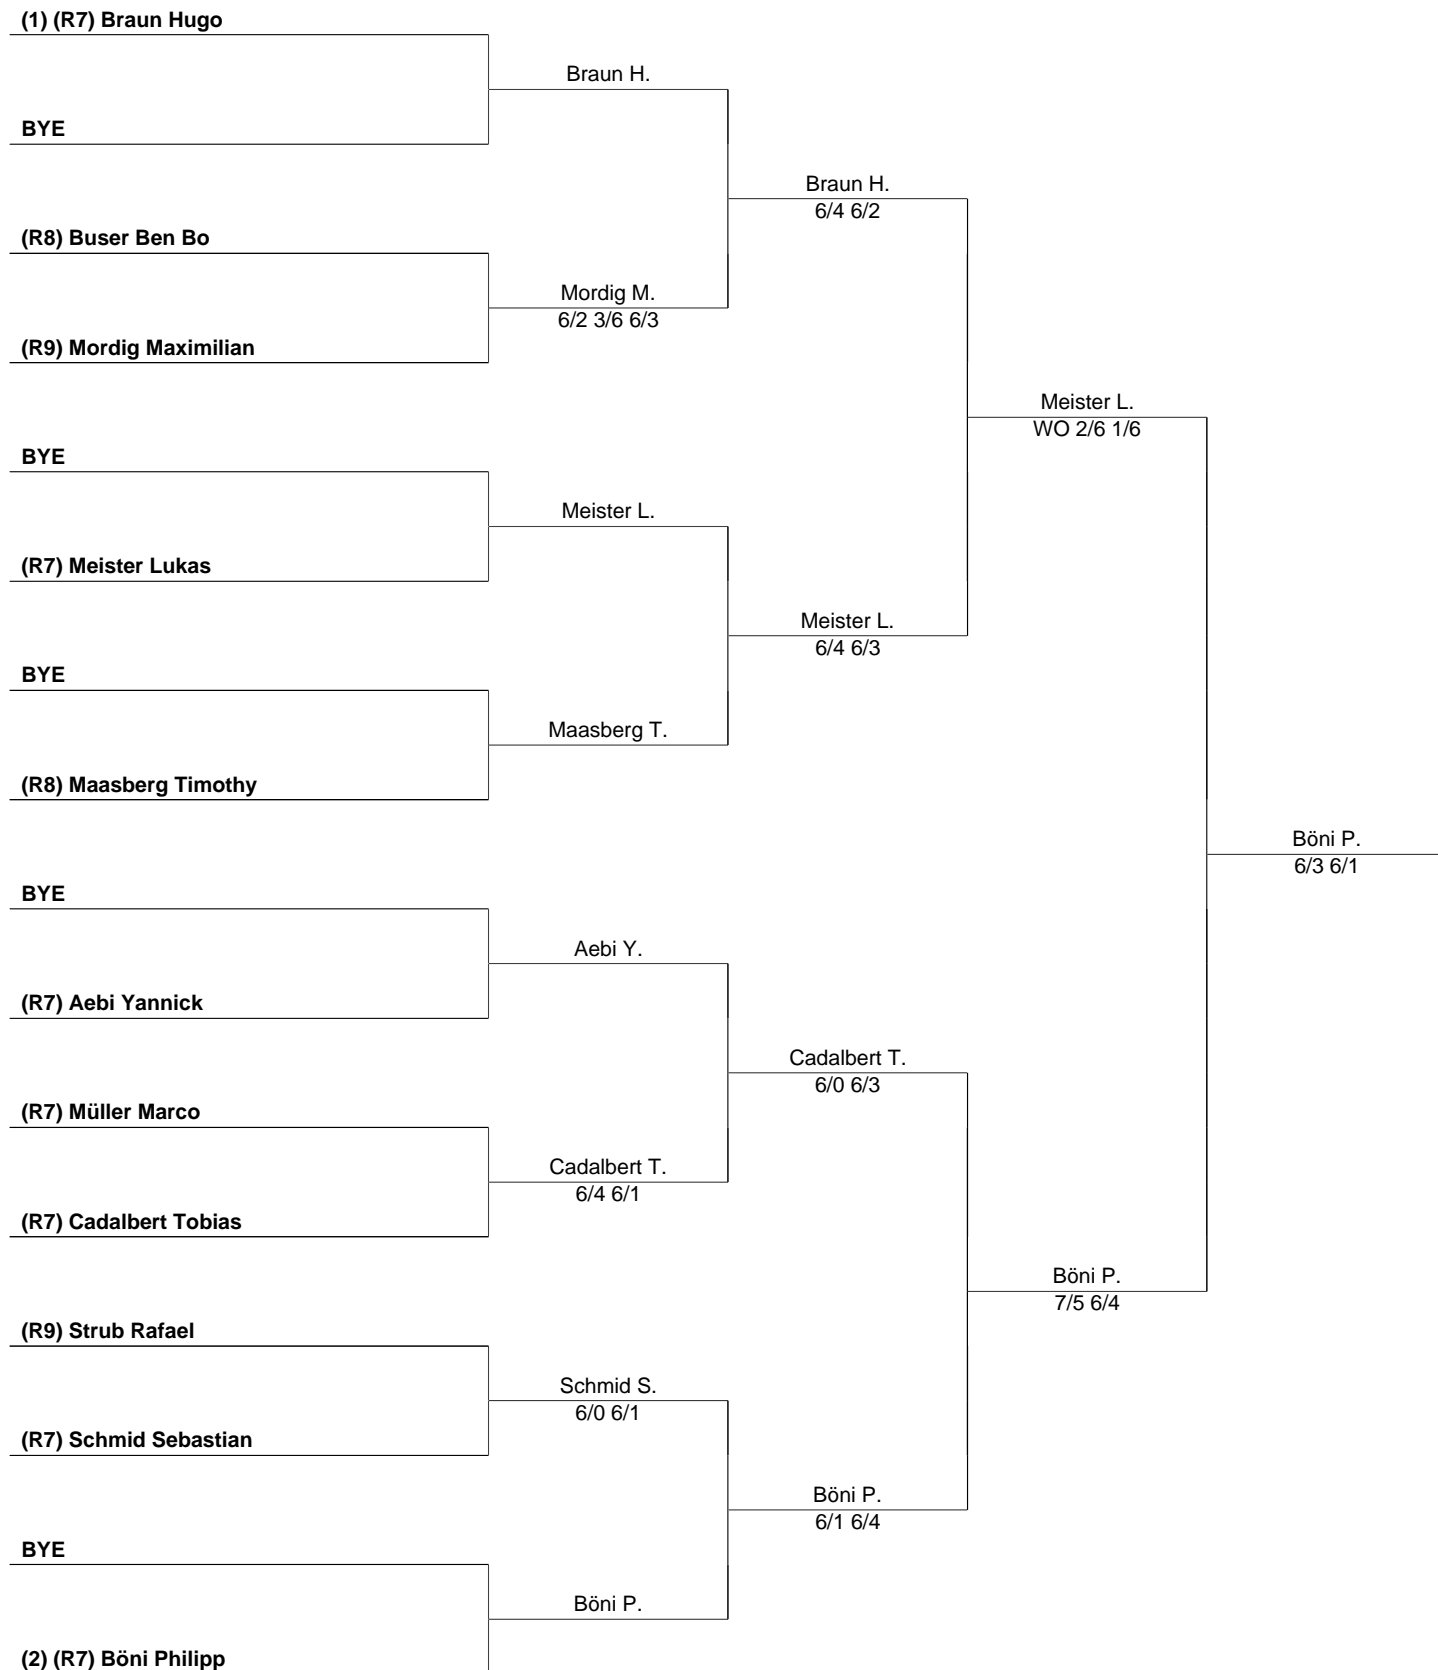 (1) (R7) Braun Hugo
Braun H.
BYE
Braun H.
6/4 6/2
(R8) Buser Ben Bo
Mordig M.
6/2 3/6 6/3
(R9) Mordig Maximilian
Meister L.
WO 2/6 1/6
BYE
Meister L.
(R7) Meister Lukas
Meister L.
6/4 6/3
BYE
Maasberg T.
(R8) Maasberg Timothy
Böni P.
6/3 6/1
BYE
Aebi Y.
(R7) Aebi Yannick
Cadalbert T.
6/0 6/3
(R7) Müller Marco
Cadalbert T.
6/4 6/1
(R7) Cadalbert Tobias
Böni P.
7/5 6/4
(R9) Strub Rafael
Schmid S.
6/0 6/1
(R7) Schmid Sebastian
Böni P.
6/1 6/4
BYE
Böni P.
(2) (R7) Böni Philipp